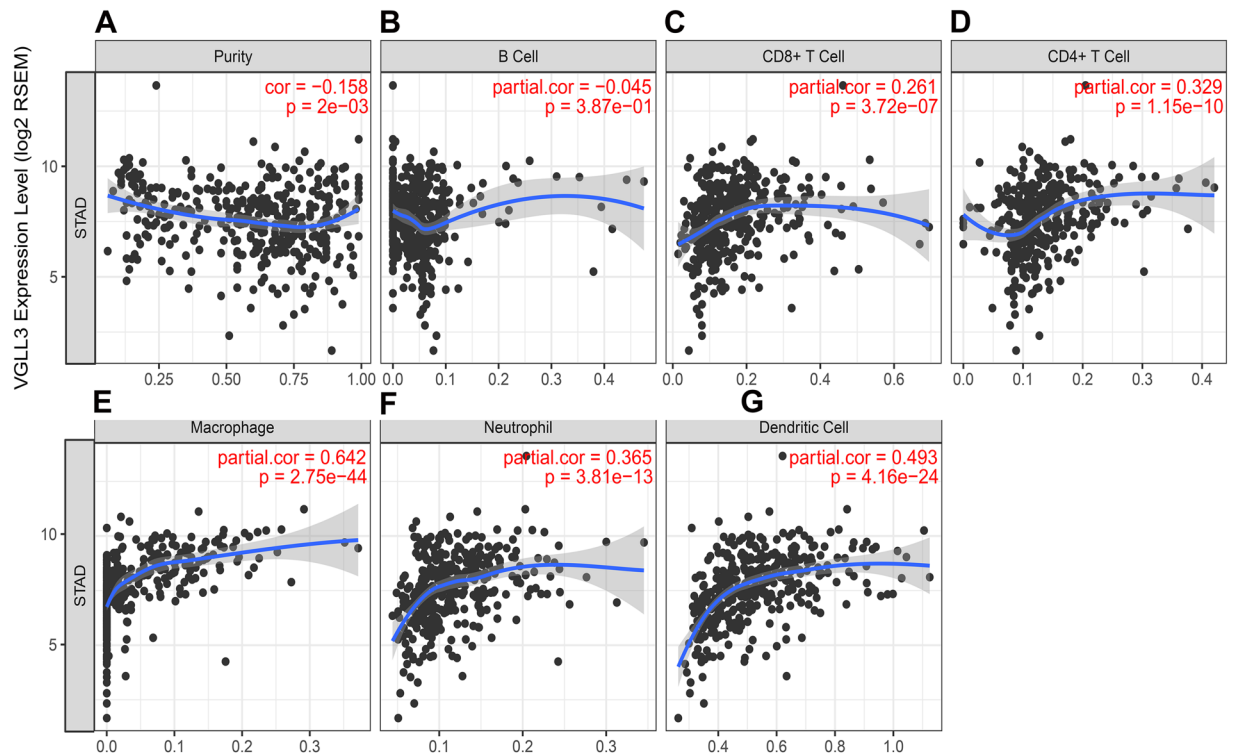 A B C D
Purity B Cell CD8+ T Cell CD4+ T Cell
cor = −0.158 partial.cor = −0.045 partial.cor = 0.261 partial.cor = 0.329
p = 2e−03 p = 3.87e−01 p = 3.72e−07 p = 1.15e−10
VGLL3 Expression Level (log2 RSEM)
STAD
10
5
0.25 0.50 0.75 1.00 0.0 0.1 0.2 0.3 0.4 0.0 0.2 0.4 0.6 0.0 0.1 0.2 0.3 0.4
E F G
Macrophage Neutrophil Dendritic Cell
partial.cor = 0.642 partial.cor = 0.365 partial.cor = 0.493
p = 2.75e−44 p = 3.81e−13 p = 4.16e−24
STAD
10
5
0.0 0.1 0.2 0.3 0.1 0.2 0.3 0.4 0.6 0.8 1.0